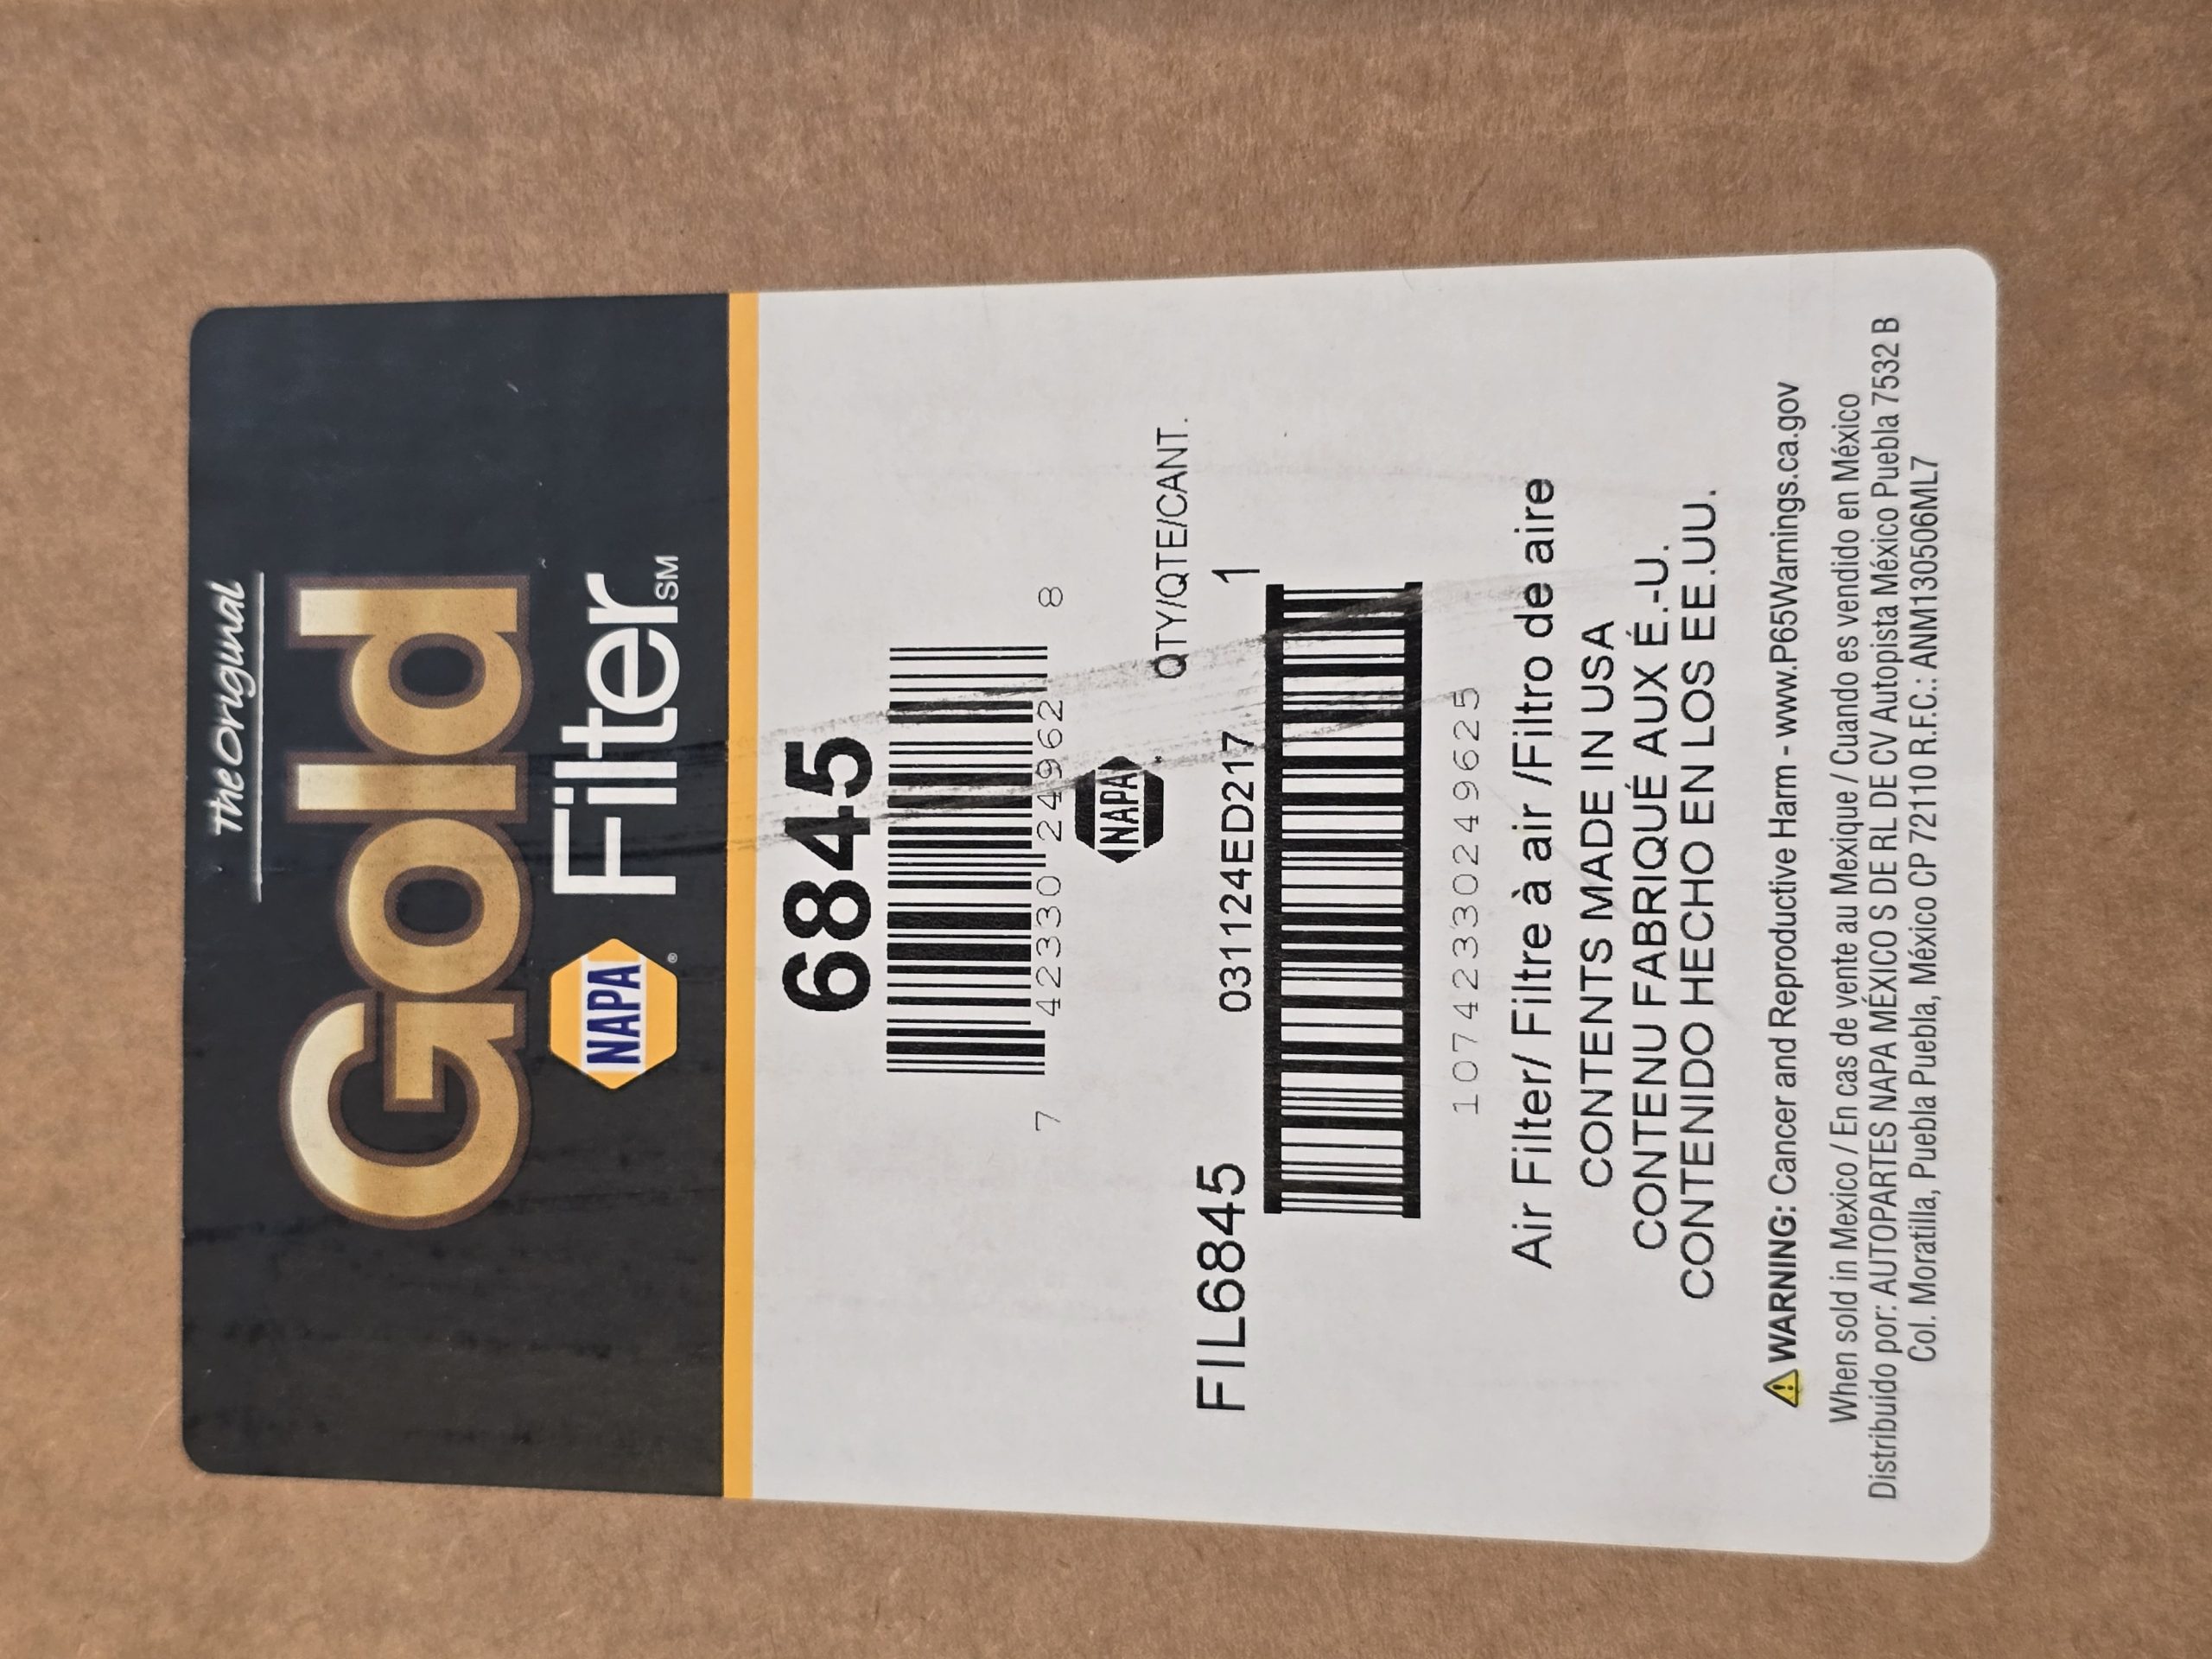 The Original
Gold
NAPA® FilterSM
6845
7 42330 24962 8
NAPA
QTY/QTE/CANT.
FIL6845 031124ED217 1
10742330249625
Air Filter/ Filtre à air /Filtro de aire
CONTENTS MADE IN USA
CONTENU FABRIQUÉ AUX É.-U.
CONTENIDO HECHO EN LOS EE.UU.
WARNING: Cancer and Reproductive Harm - www.P65Warnings.ca.gov
When sold in Mexico / En cas de vente au Mexique / Cuando es vendido en México
Distribuido por: AUTOPARTES NAPA MÉXICO S DE RL DE CV Autopista México Puebla 7532 B
Col. Moratilla, Puebla Puebla, México CP 72110 R.F.C.: ANM130506ML7